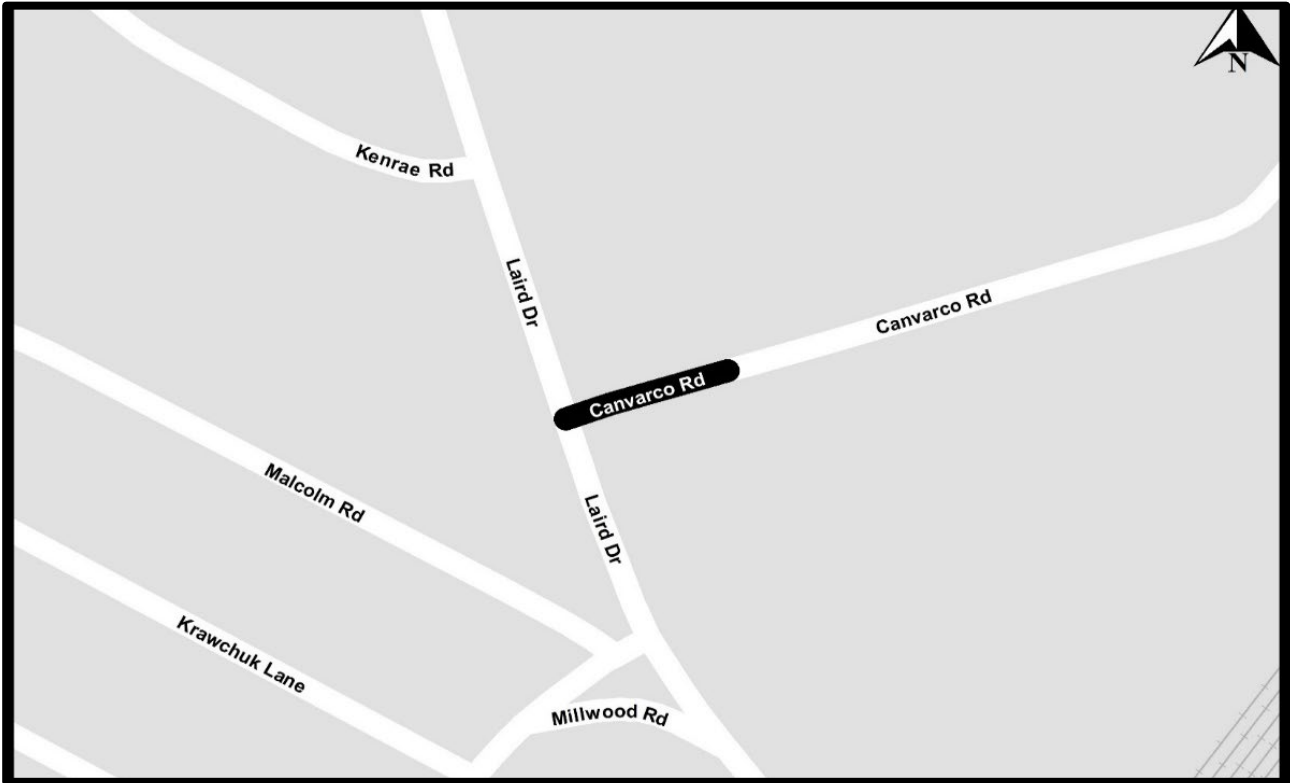 N
Kenrae Rd
Laird Dr
Canvarco Rd
Canvarco Rd
Malcolm Rd
Laird Dr
Krawchuk Lane
Millwood Rd